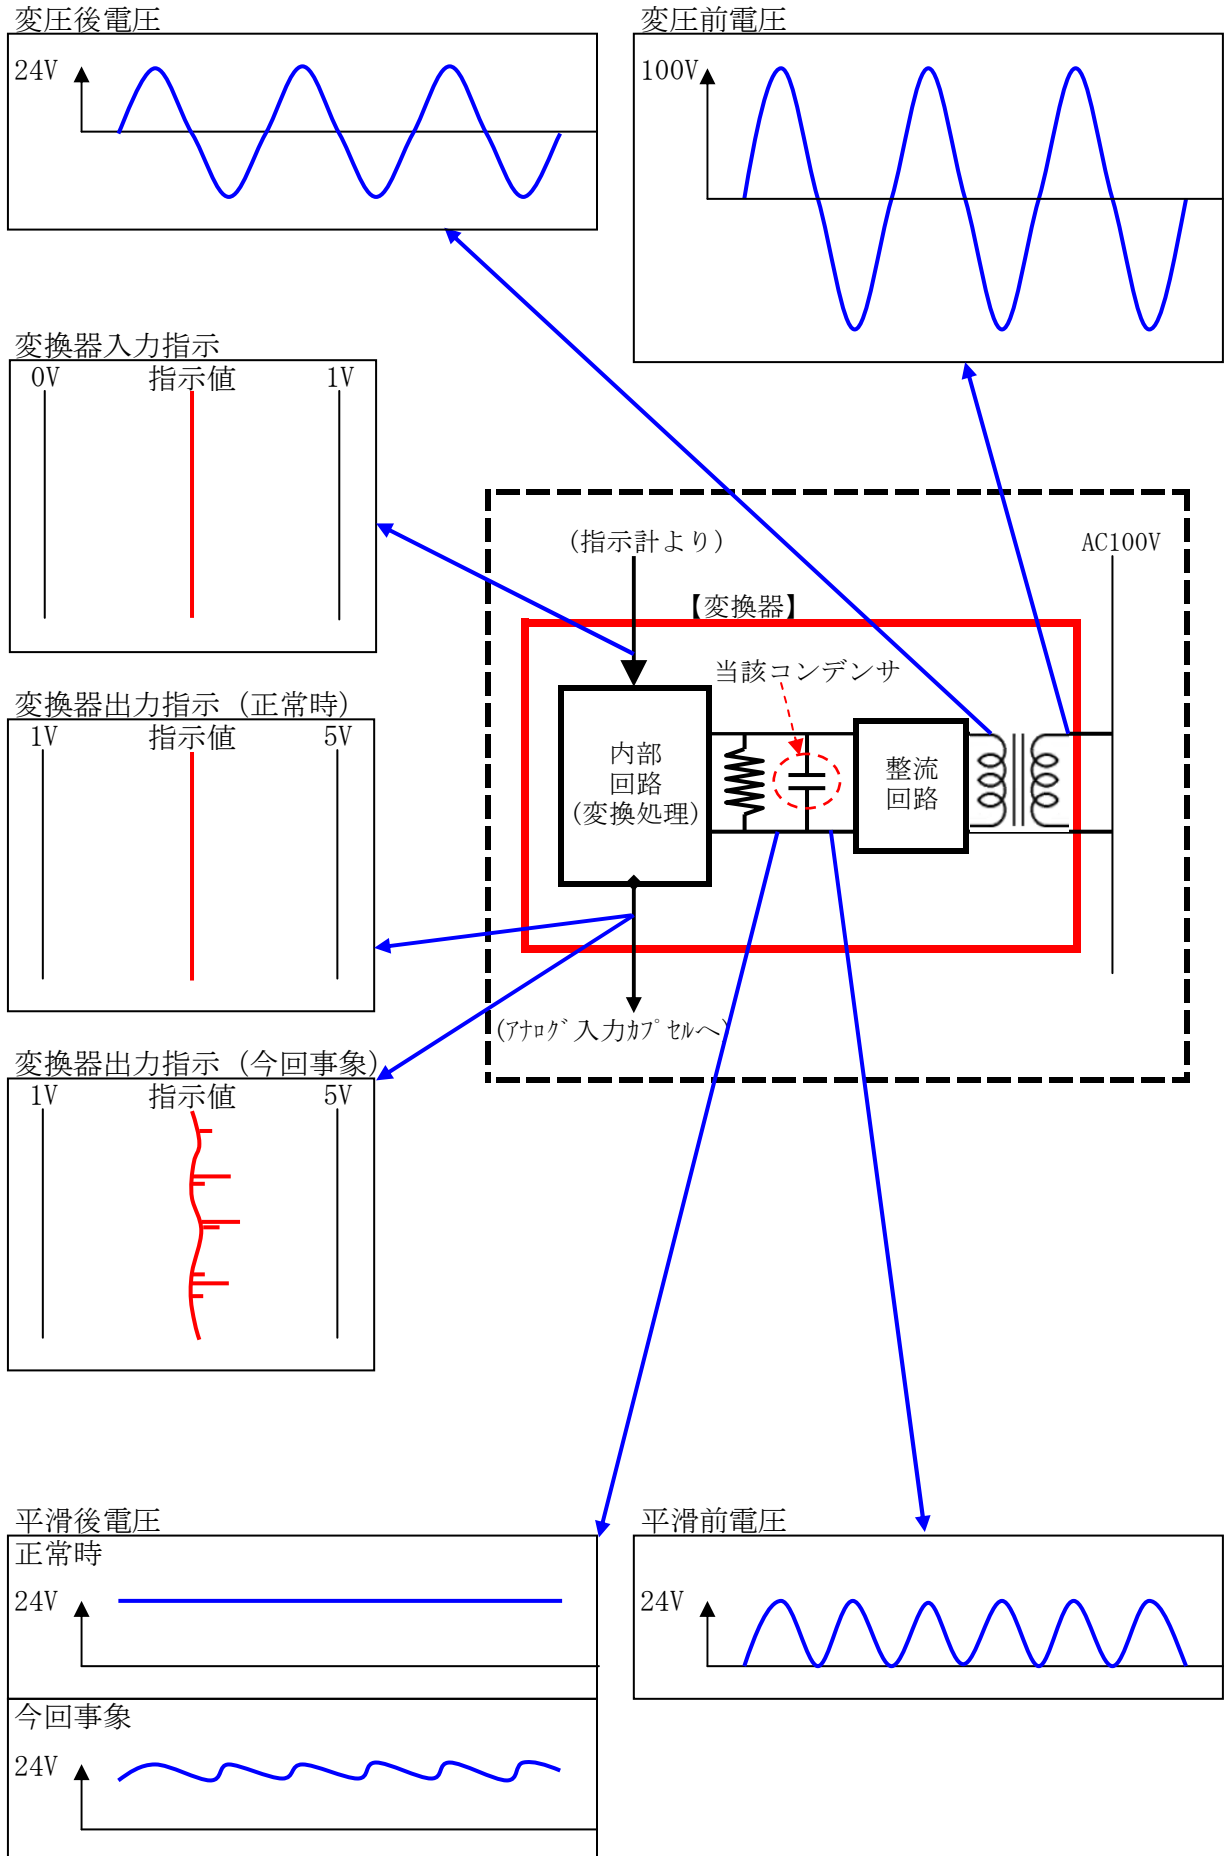 変圧後電圧
24V
変圧前電圧
100V
変換器入力指示
0V 指示値 1V
(指示計より)
AC100V
【変換器】
当該コンデンサ
内部
回路
(変換処理)
整流
回路
(アナログ入力カプセルへ)
変換器出力指示(正常時)
1V 指示値 5V
変換器出力指示(今回事象)
1V 指示値 5V
平滑後電圧
正常時
24V
今回事象
24V
平滑前電圧
24V